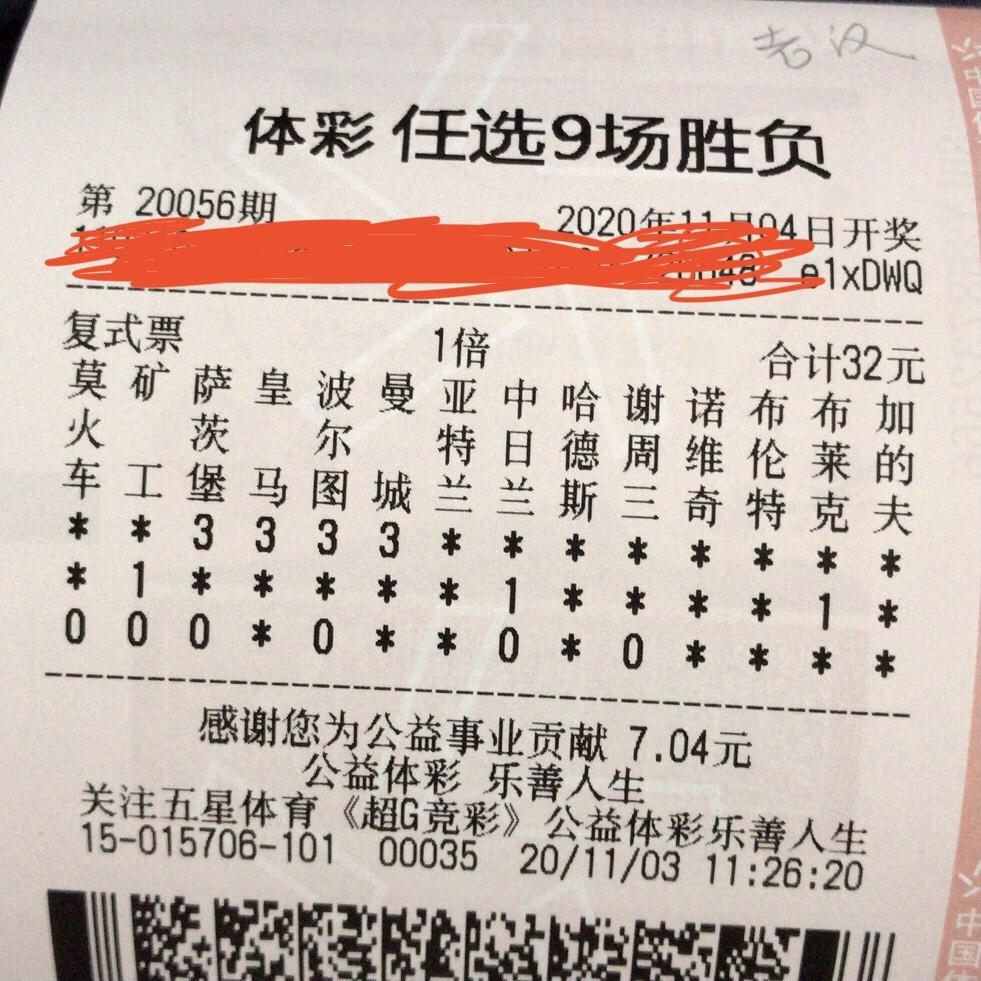 老汉
体彩 任选9场胜负
第 20056期 2020年11月04日开奖
e1xDWQ
复式票 1倍 合计32元
莫 矿 萨 皇 波 曼 亚 中 哈 谢 诺 布 布 加
火 茨 尔 特 日 德 周 维 伦 莱 的
车 工 堡 马 图 城 兰 兰 斯 三 奇 特 克 夫
* * 3 3 3 3 * * * * * * * *
* 1 * * * * * 1 * * * * 1 *
0 0 0 * 0 * * 0 * 0 * * * *
感谢您为公益事业贡献 7.04元
公益体彩 乐善人生
关注五星体育《超G竞彩》公益体彩乐善人生
15-015706-101 00035 20/11/03 11:26:20